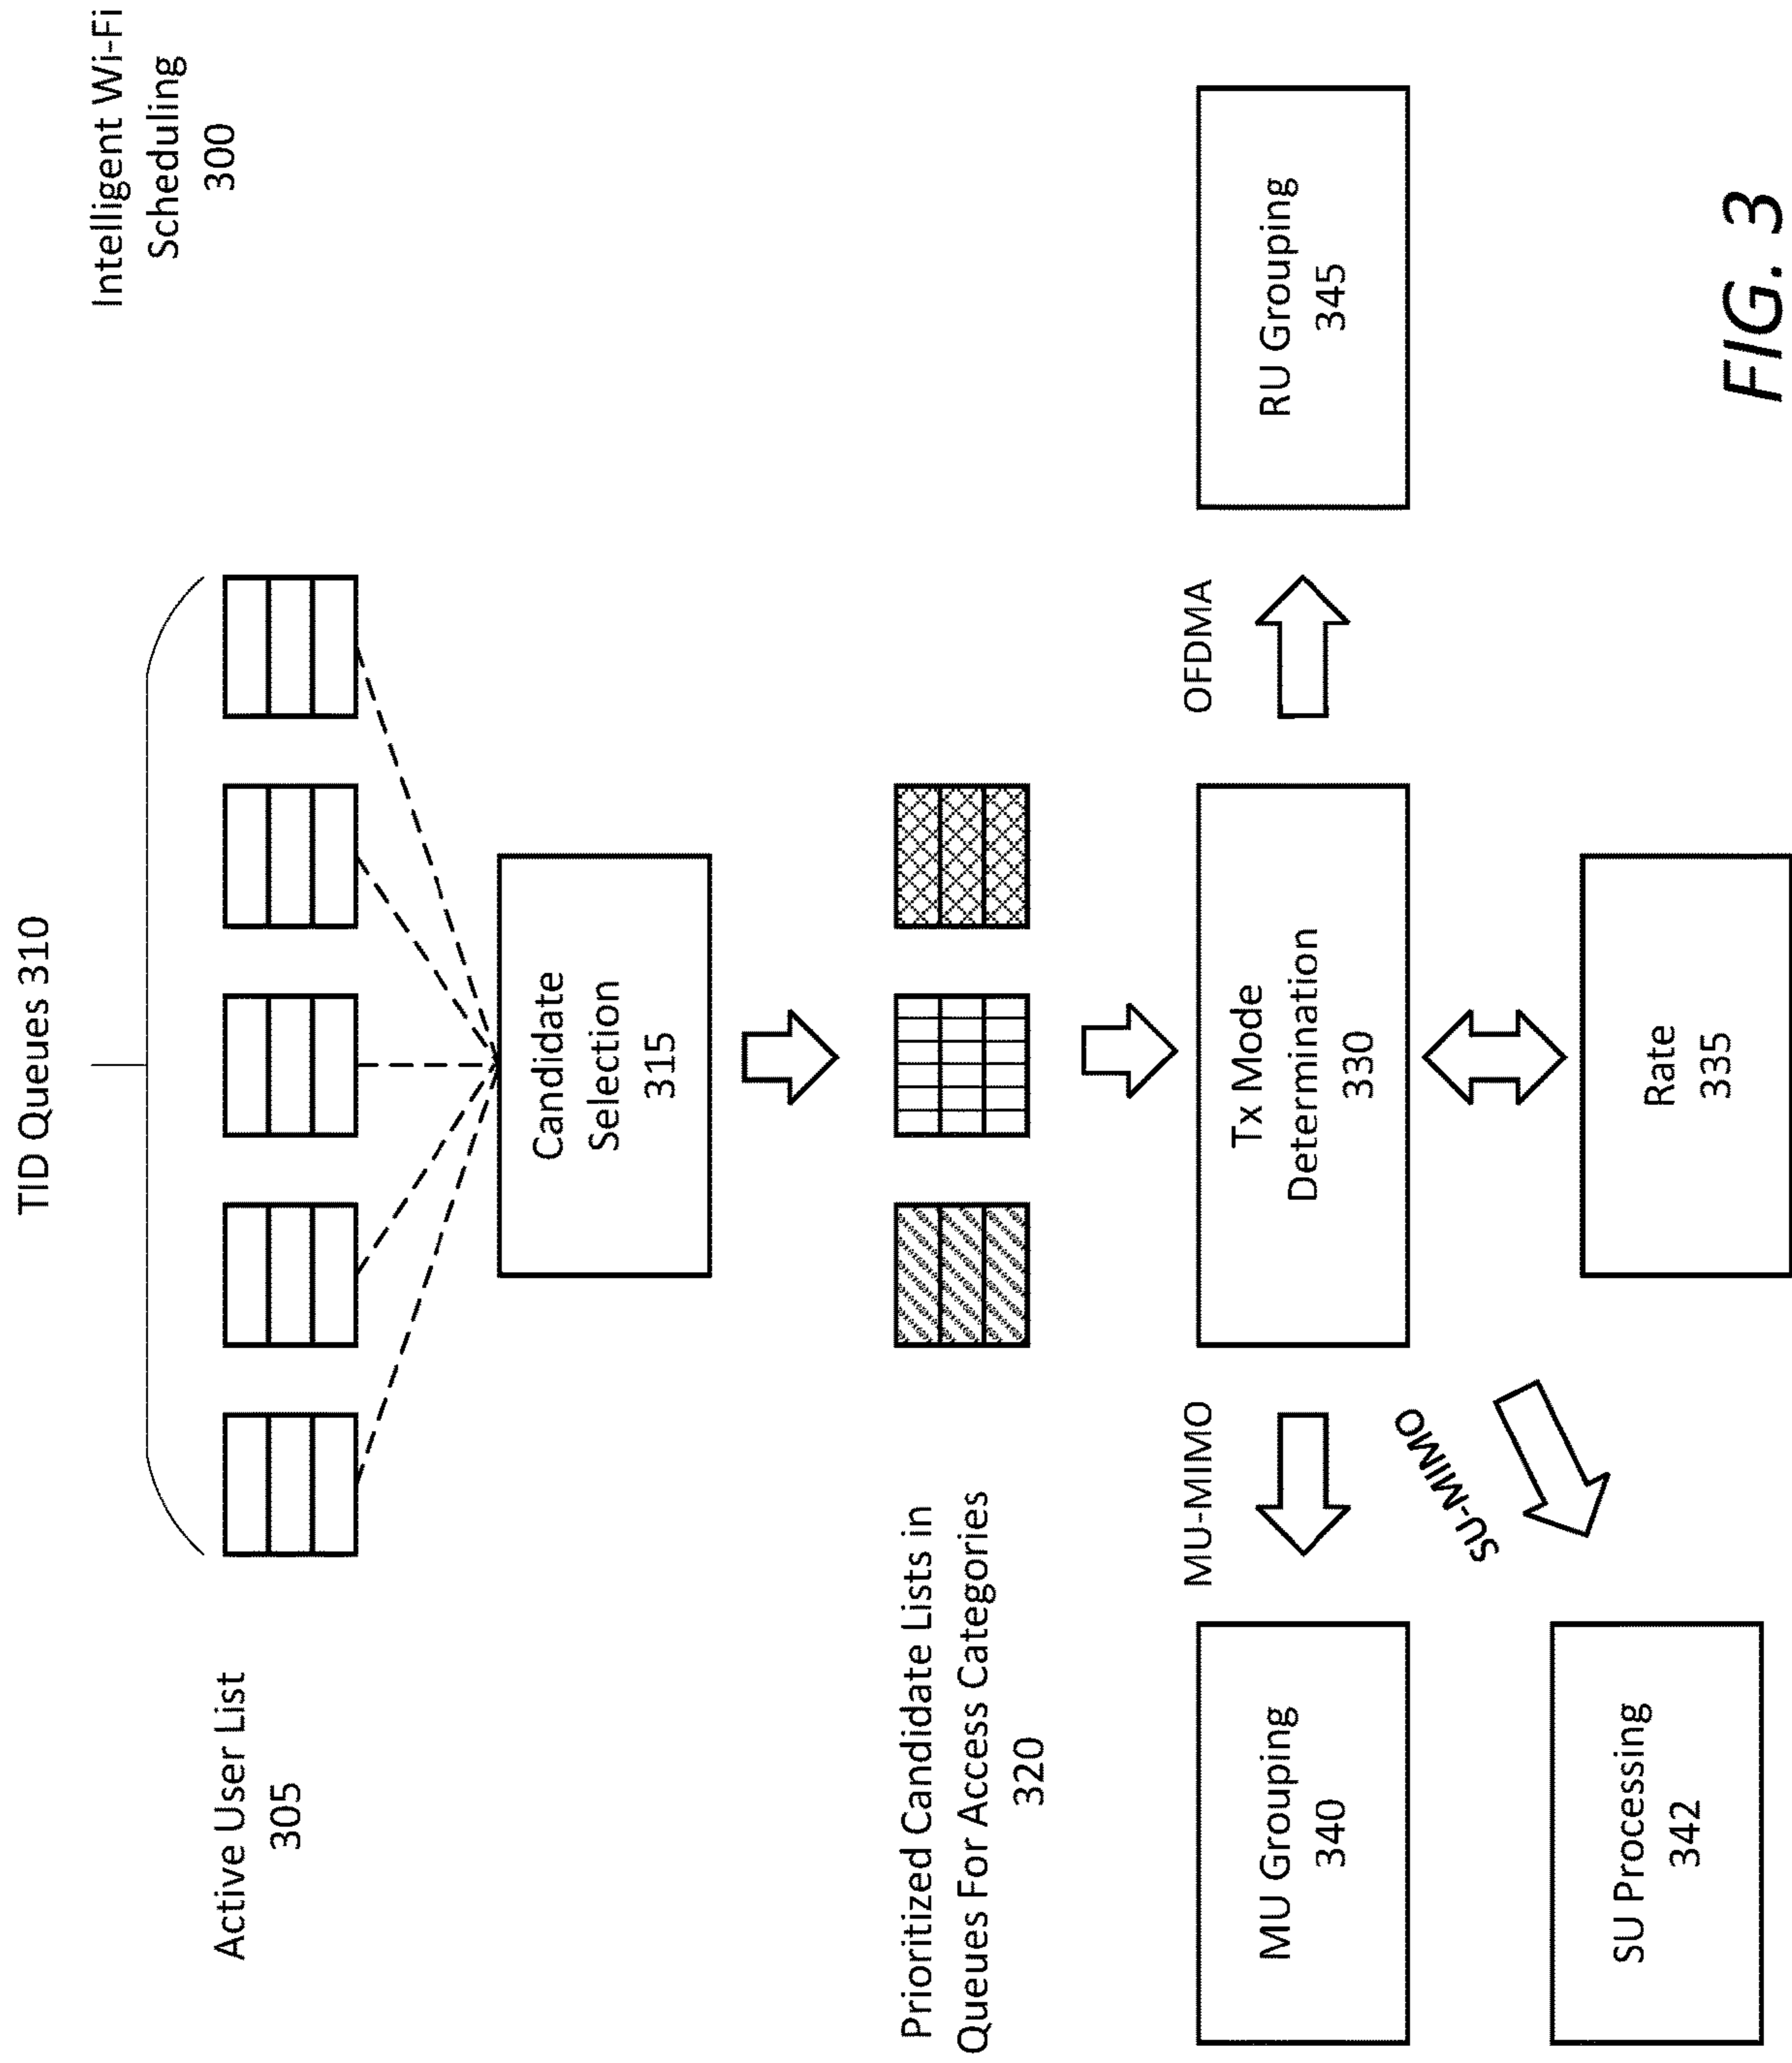 Intelligent Wi-Fi
Scheduling
300
TID Queues 310
Active User List
305
Candidate
Selection
315
Prioritized Candidate Lists in
Queues For Access Categories
320
Tx Mode
Determination
330
MU-MIMO
OFDMA
SU-MIMO
MU Grouping
340
RU Grouping
345
SU Processing
342
Rate
335
FIG. 3